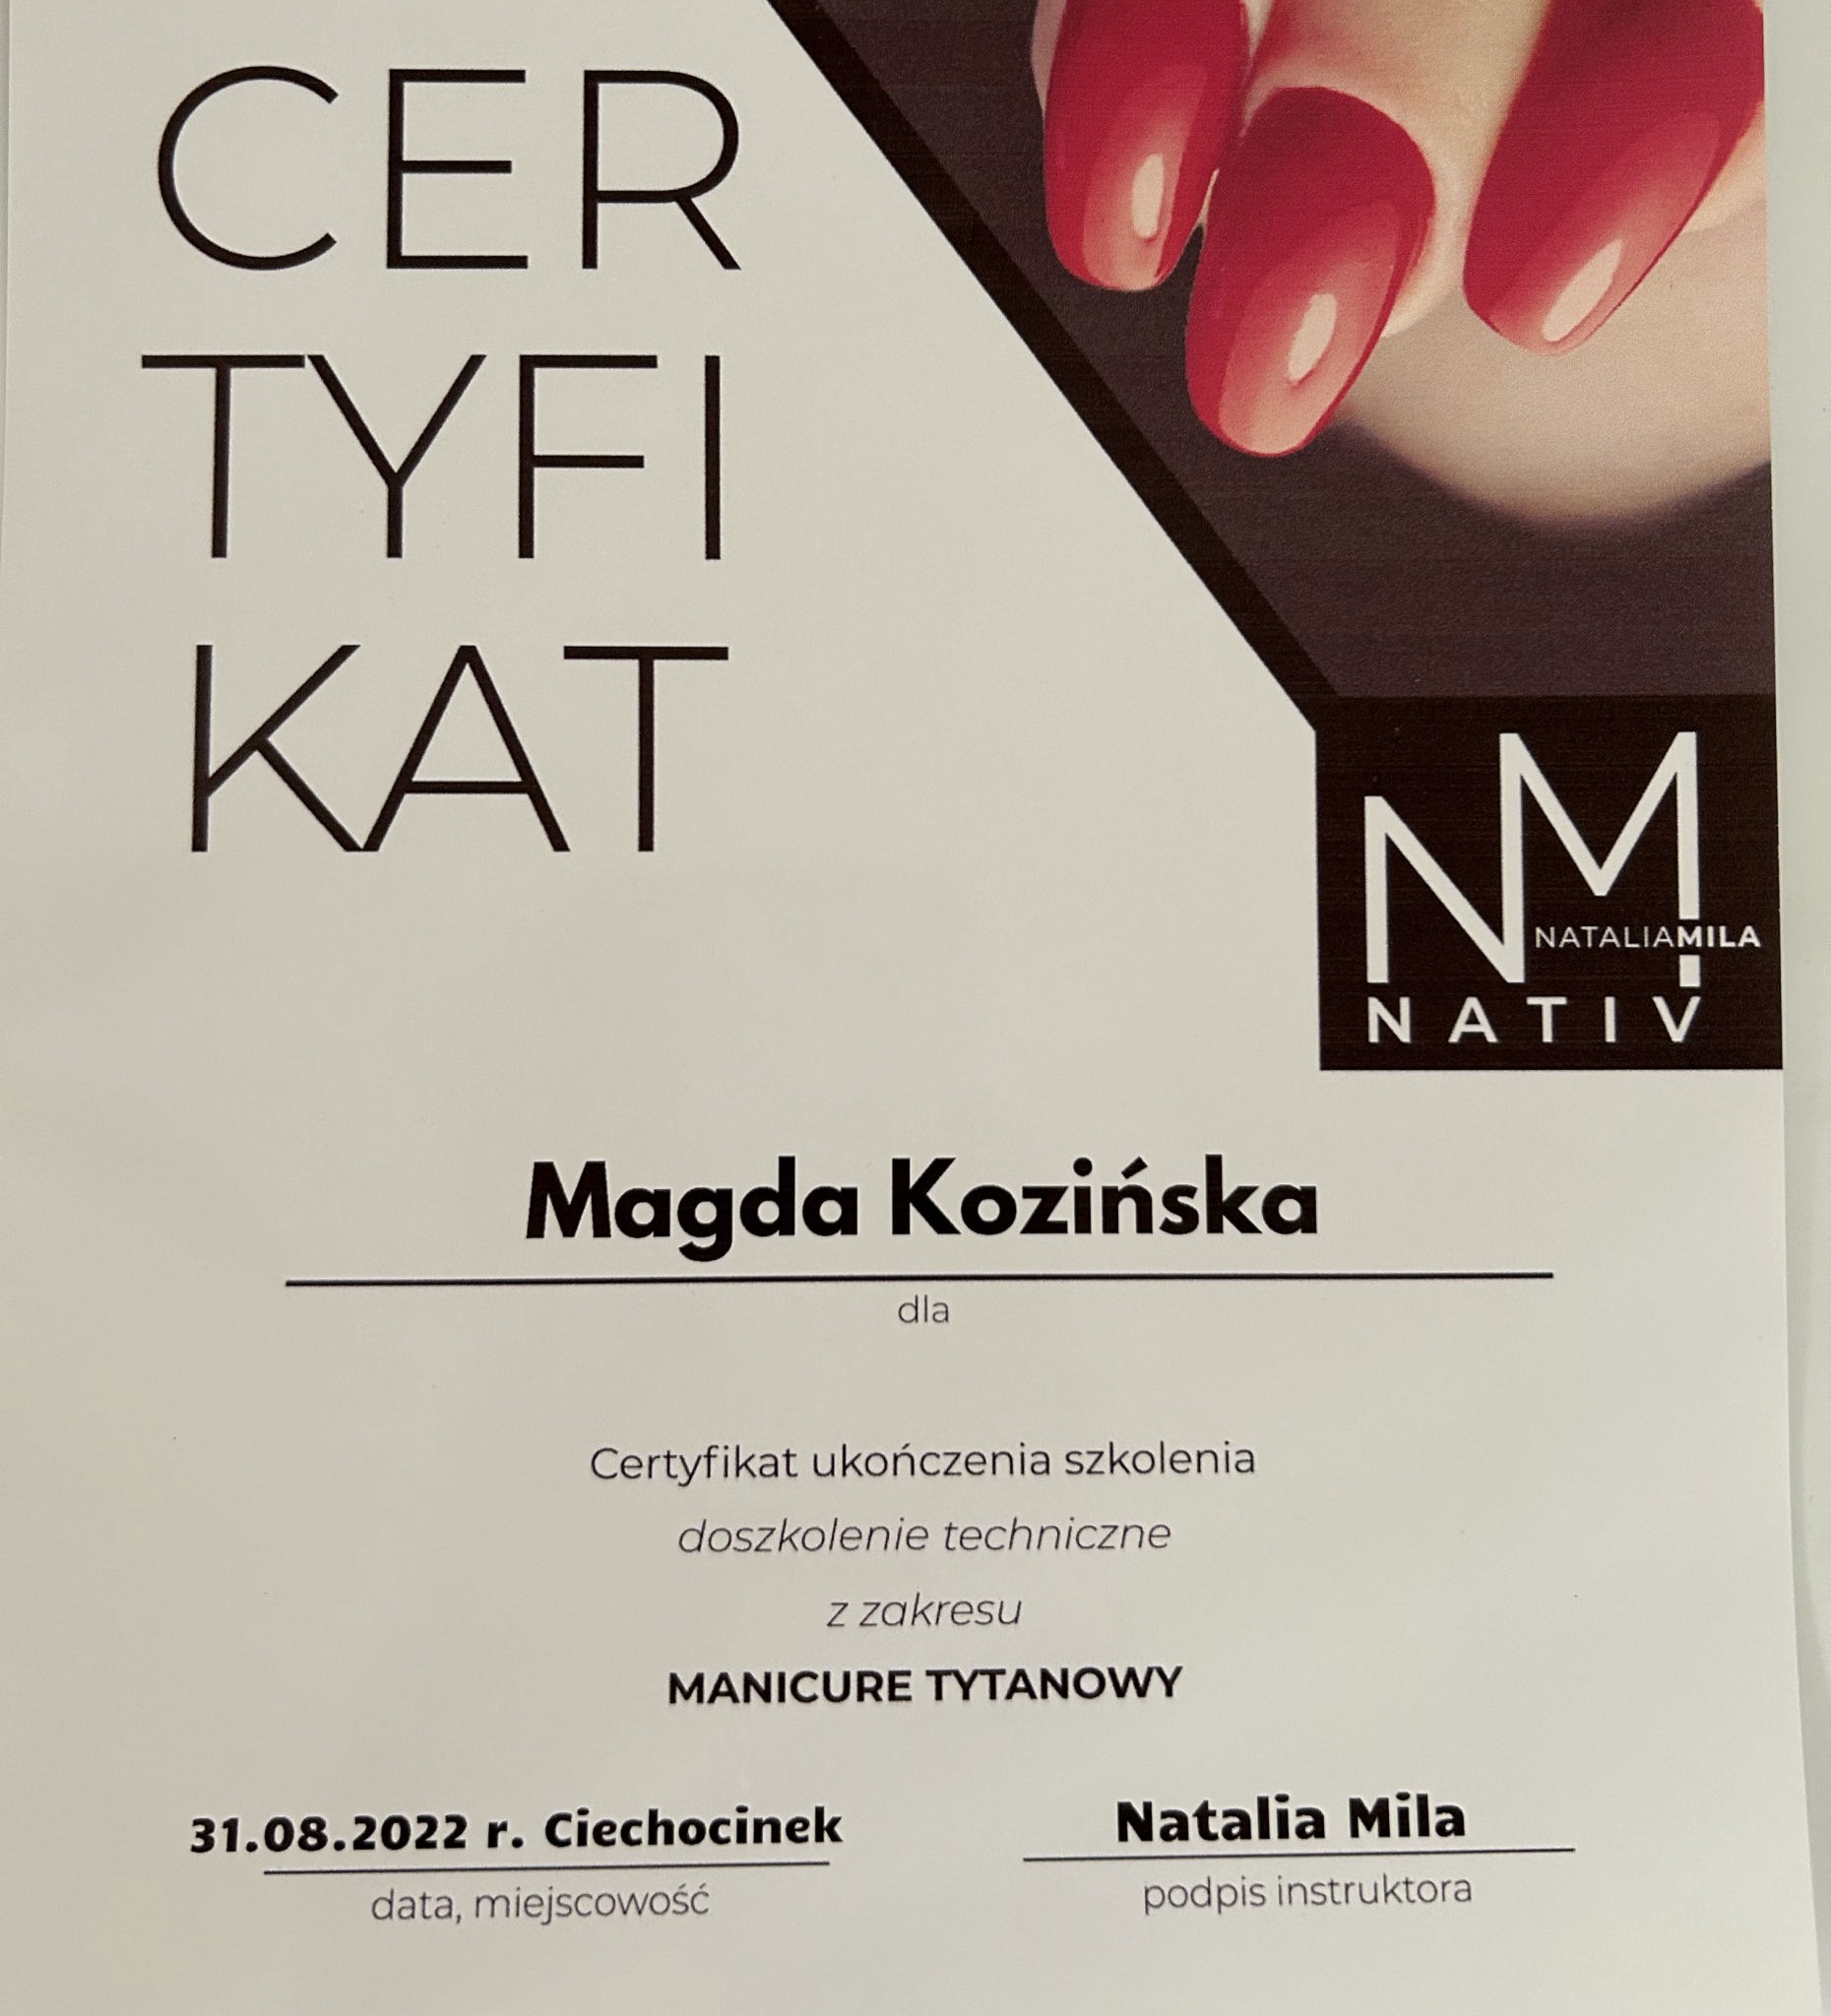 CER
TYFI
KAT
NM
NATALIAMILA
NATIV
Magda Kozińska
dla
Certyfikat ukończenia szkolenia
doszkolenie techniczne
z zakresu
MANICURE TYTANOWY
31.08.2022 r. Ciechocinek
data, miejscowość
Natalia Mila
podpis instruktora